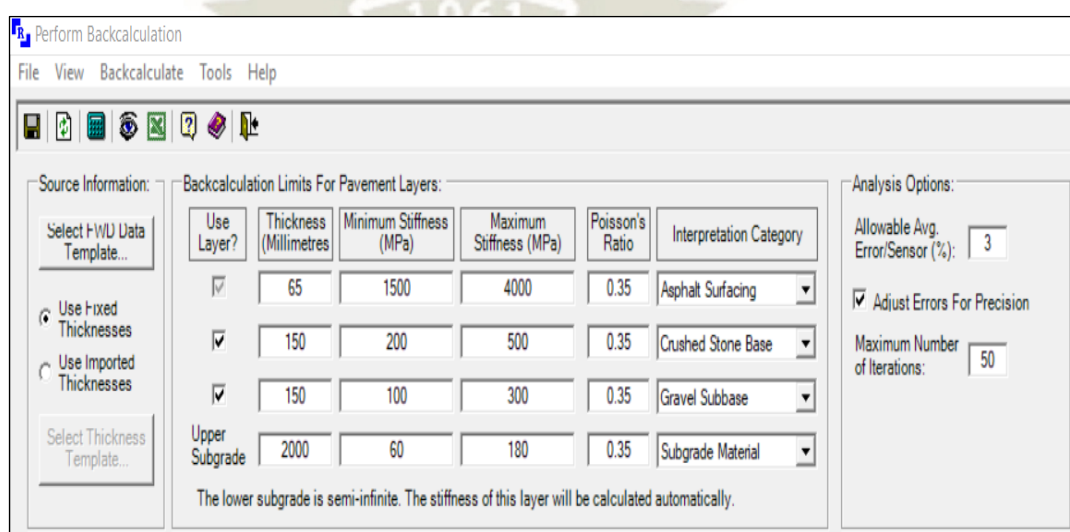 1961
Perform Backcalculation
File View Backcalculate Tools Help
Source Information:
Select FWD Data
Template...
Use Fixed
Thicknesses
Use Imported
Thicknesses
Select Thickness
Template...
Backcalculation Limits For Pavement Layers:
Use
Layer?
Thickness
(Millimetres
Minimum Stiffness
(MPa)
Maximum
Stiffness (MPa)
Poisson's
Ratio
Interpretation Category
65 1500 4000 0.35 Asphalt Surfacing
150 200 500 0.35 Crushed Stone Base
150 100 300 0.35 Gravel Subbase
Upper
Subgrade 2000 60 180 0.35 Subgrade Material
The lower subgrade is semi-infinite. The stiffness of this layer will be calculated automatically.
Analysis Options:
Allowable Avg.
Error/Sensor (%): 3
Adjust Errors For Precision
Maximum Number
of Iterations: 50